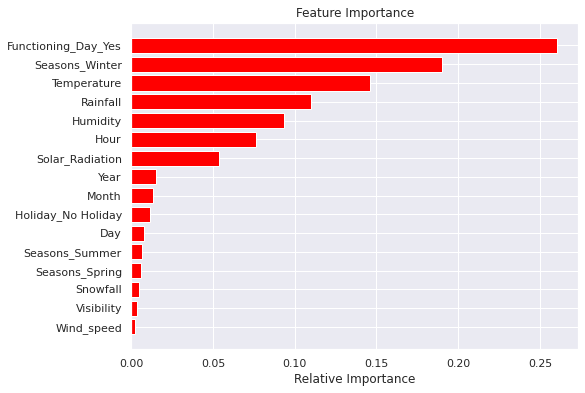 Feature Importance
Functioning_Day_Yes
Seasons_Winter
Temperature
Rainfall
Humidity
Hour
Solar_Radiation
Year
Month
Holiday_No Holiday
Day
Seasons_Summer
Seasons_Spring
Snowfall
Visibility
Wind_speed
0.00 0.05 0.10 0.15 0.20 0.25
Relative Importance